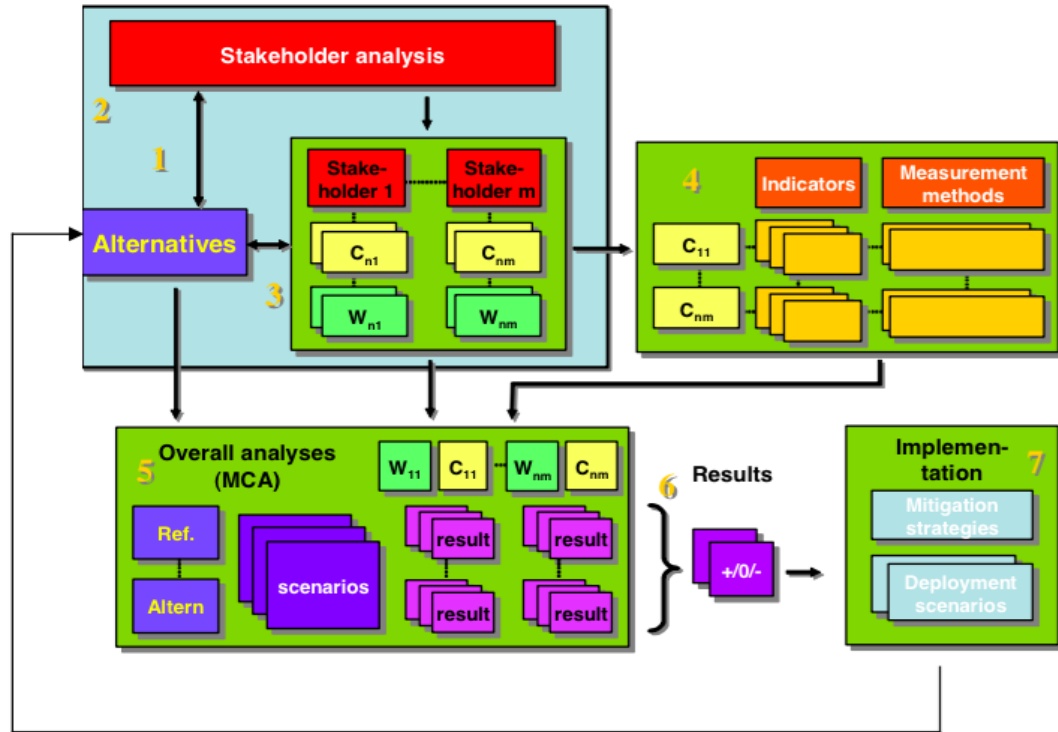 Stakeholder analysis
2
1
Stake-
holder 1
Stake-
holder m
4
Indicators
Measurement
methods
Alternatives
3
Cn1
Cnm
Wn1
Wnm
C11
Cnm
5
Overall analyses
(MCA)
W11
C11
Wnm
Cnm
Ref.
Altern
scenarios
result
result
result
result
6
Results
+/0/-
Implemen-
tation
7
Mitigation
strategies
Deployment
scenarios